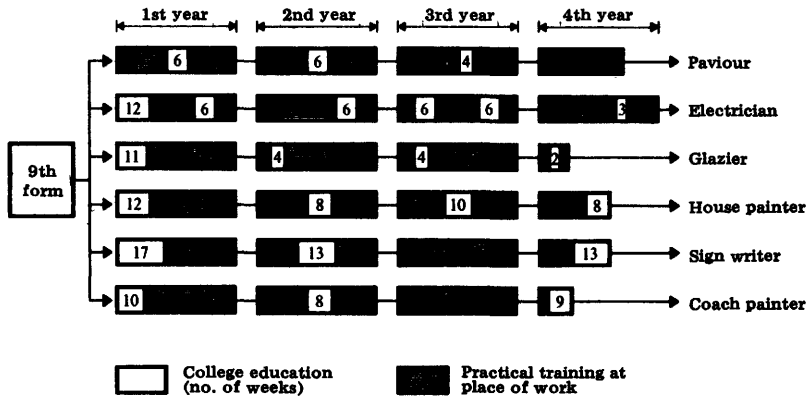 1st year 2nd year 3rd year 4th year
6 6 4 Paviour
12 6 6 6 6 3 Electrician
11 4 4 2 Glazier
9th
form
12 8 10 8 House painter
17 13 13 Sign writer
10 8 9 Coach painter
College education
(no. of weeks)
Practical training at
place of work